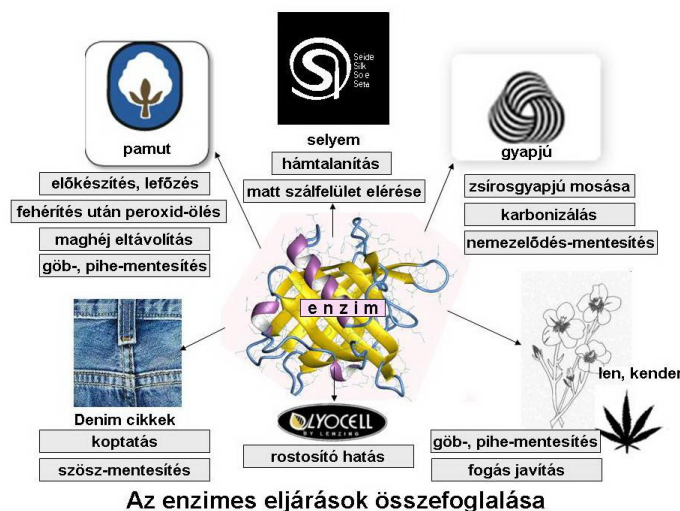 Seide
Silk
Soie
Seta
pamut
selyem
gyapjú
előkészítés, lefőzés
fehérítés után peroxid-ölés
maghéj eltávolítás
göb-, pihe-mentesítés
hámtalanítás
matt szálfelület elérése
zsírosgyapjú mosása
karbonizálás
nemezelődés-mentesítés
enzim
Denim cikkek
koptatás
szösz-mentesítés
LYOCELL
BY LENZING
rostosító hatás
len, kender
göb-, pihe-mentesítés
fogás javítás
Az enzimes eljárások összefoglalása